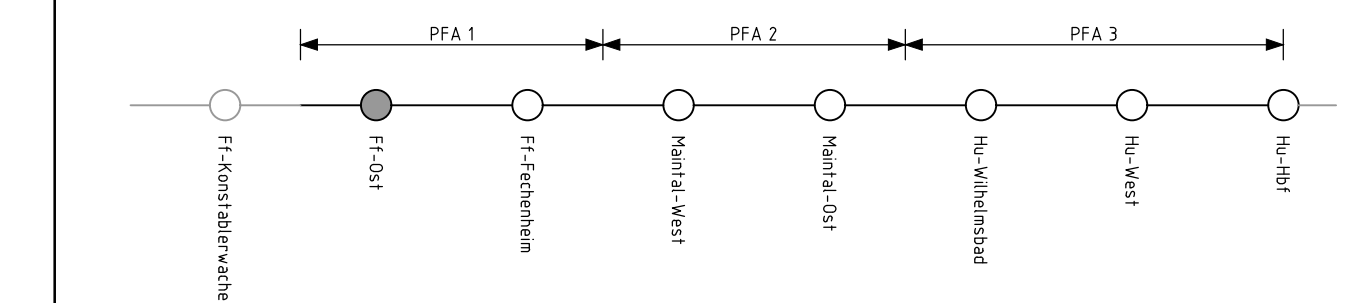 PFA 1
PFA 2
PFA 3
Ff-Konstablerwache
Ff-Ost
Ff-Fechenheim
Maintal-West
Maintal-Ost
Hu-Wilhelmsbad
Hu-West
Hu-Hbf